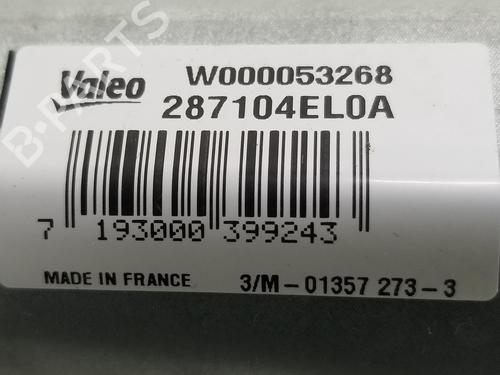 B-PARTS
Valeo
W000053268
287104EL0A
7 193000 399243
MADE IN FRANCE
3/M-01357 273-3